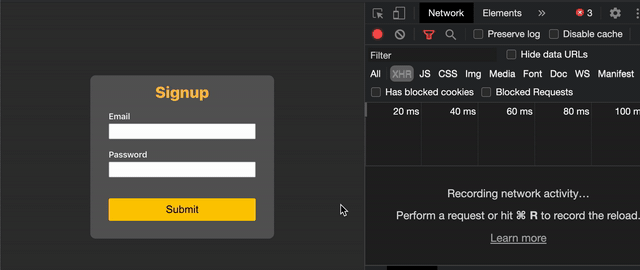 Signup
Email
Password
Submit
Network Elements » 3
Preserve log Disable cache
Filter Hide data URLs
All XHR JS CSS Img Media Font Doc WS Manifest
Has blocked cookies Blocked Requests
20 ms 40 ms 60 ms 80 ms 100 m
Recording network activity…
Perform a request or hit ⌘ R to record the reload.
Learn more